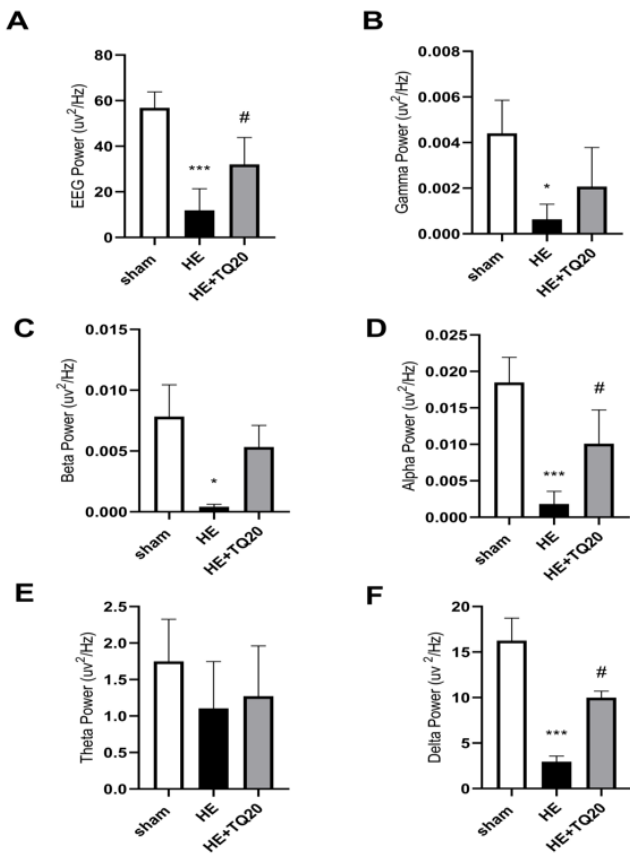 A
EEG Power (uv²/Hz)
80
60
40
20
0
***
#
sham
HE
HE+TQ20
B
Gamma Power (uv²/Hz)
0.008
0.006
0.004
0.002
0.000
*
sham
HE
HE+TQ20
C
Beta Power (uv²/Hz)
0.015
0.010
0.005
0.000
*
sham
HE
HE+TQ20
D
Alpha Power (uv²/Hz)
0.025
0.020
0.015
0.010
0.005
0.000
***
#
sham
HE
HE+TQ20
E
Theta Power (uv²/Hz)
2.5
2.0
1.5
1.0
0.5
0.0
sham
HE
HE+TQ20
F
Delta Power (uv ²/Hz)
20
15
10
5
0
***
#
sham
HE
HE+TQ20